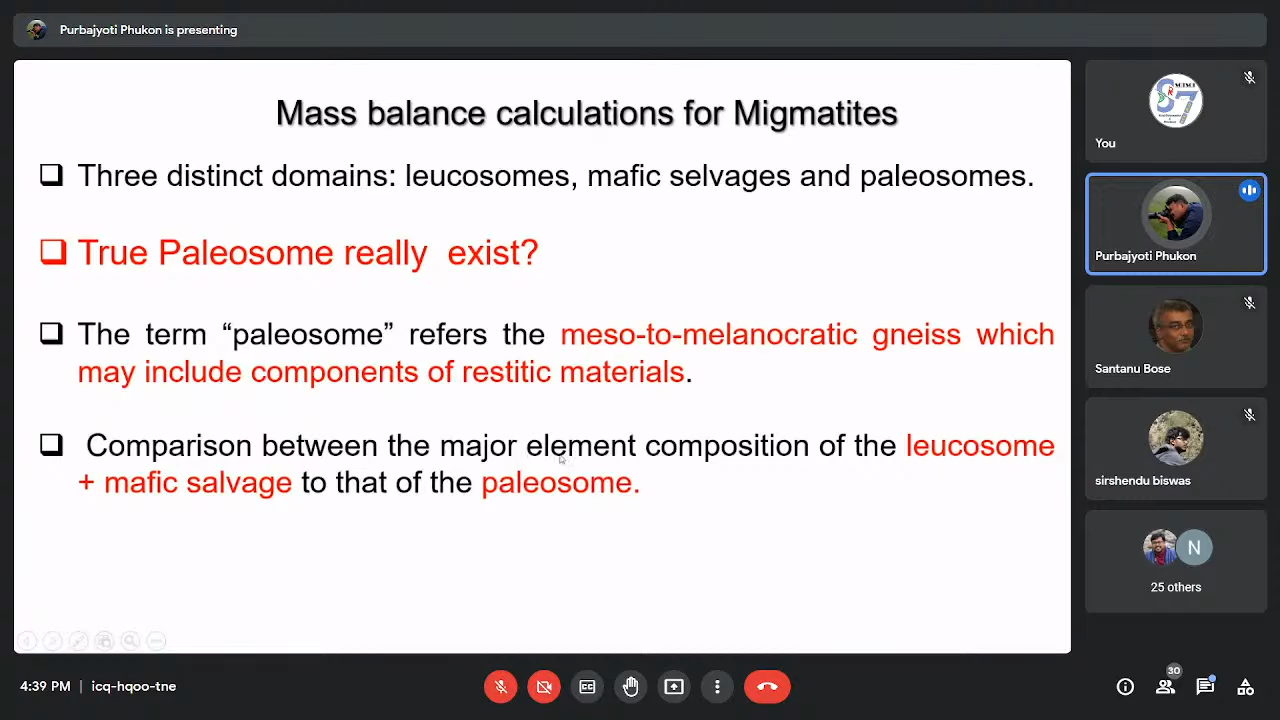 Purbajyoti Phukon is presenting
Mass balance calculations for Migmatites
Three distinct domains: leucosomes, mafic selvages and paleosomes.
True Paleosome really exist?
The term “paleosome” refers the meso-to-melanocratic gneiss which
may include components of restitic materials.
Comparison between the major element composition of the leucosome
+ mafic salvage to that of the paleosome.
You
Purbajyoti Phukon
Santanu Bose
sirshendu biswas
N
25 others
4:39 PM | icq-hqoo-tne
30